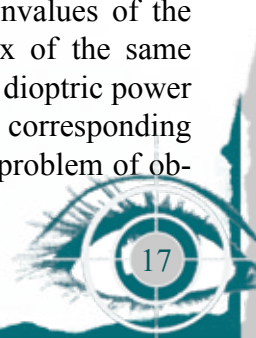 nvalues of the
x of the same
dioptric power
corresponding
problem of ob-
17